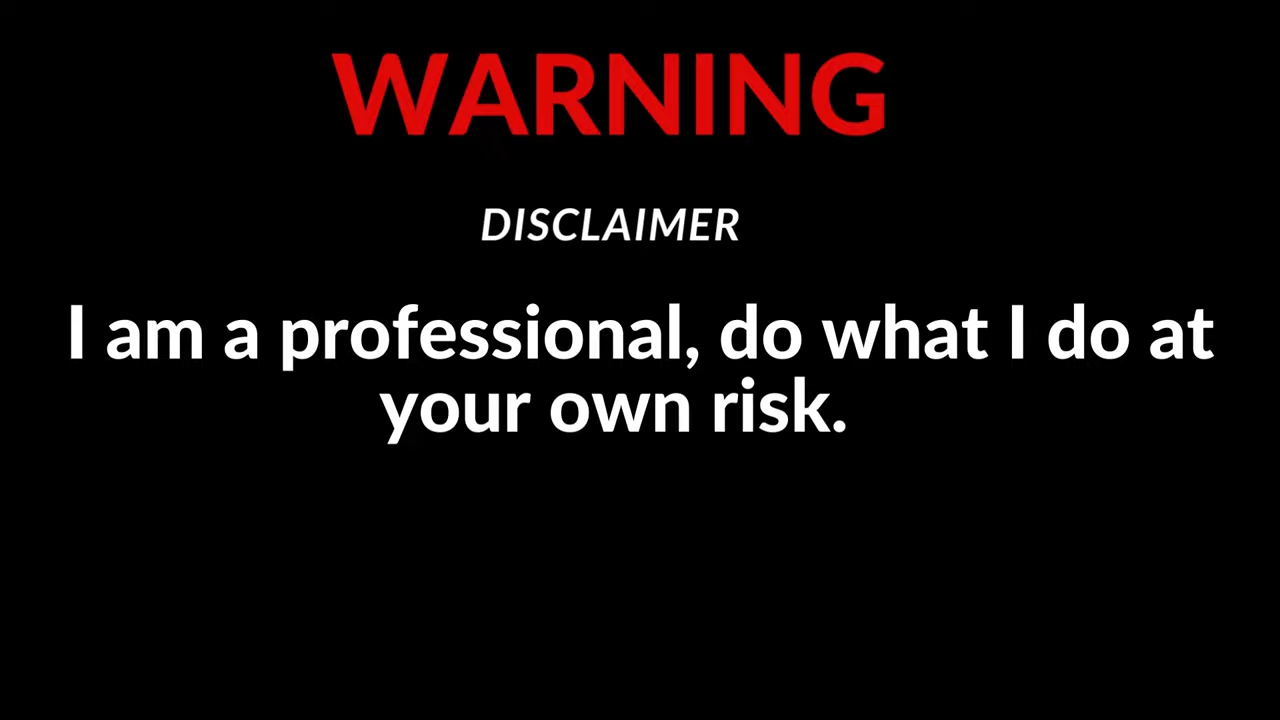 WARNING
DISCLAIMER
I am a professional, do what I do at
your own risk.